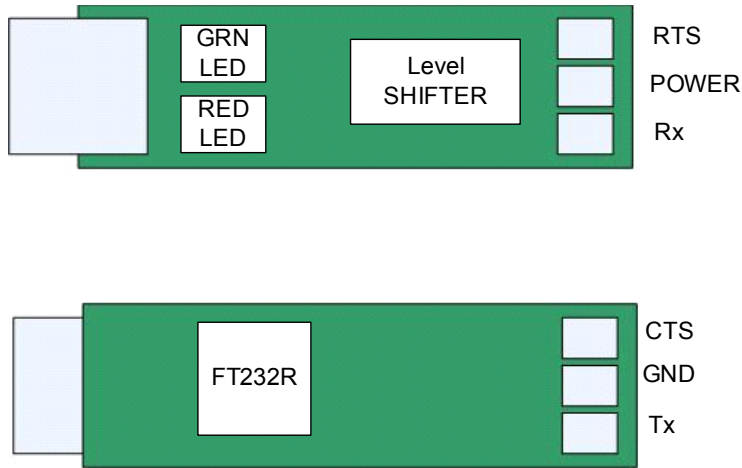 GRN
LED
RED
LED
Level
SHIFTER
RTS
POWER
Rx
FT232R
CTS
GND
Tx